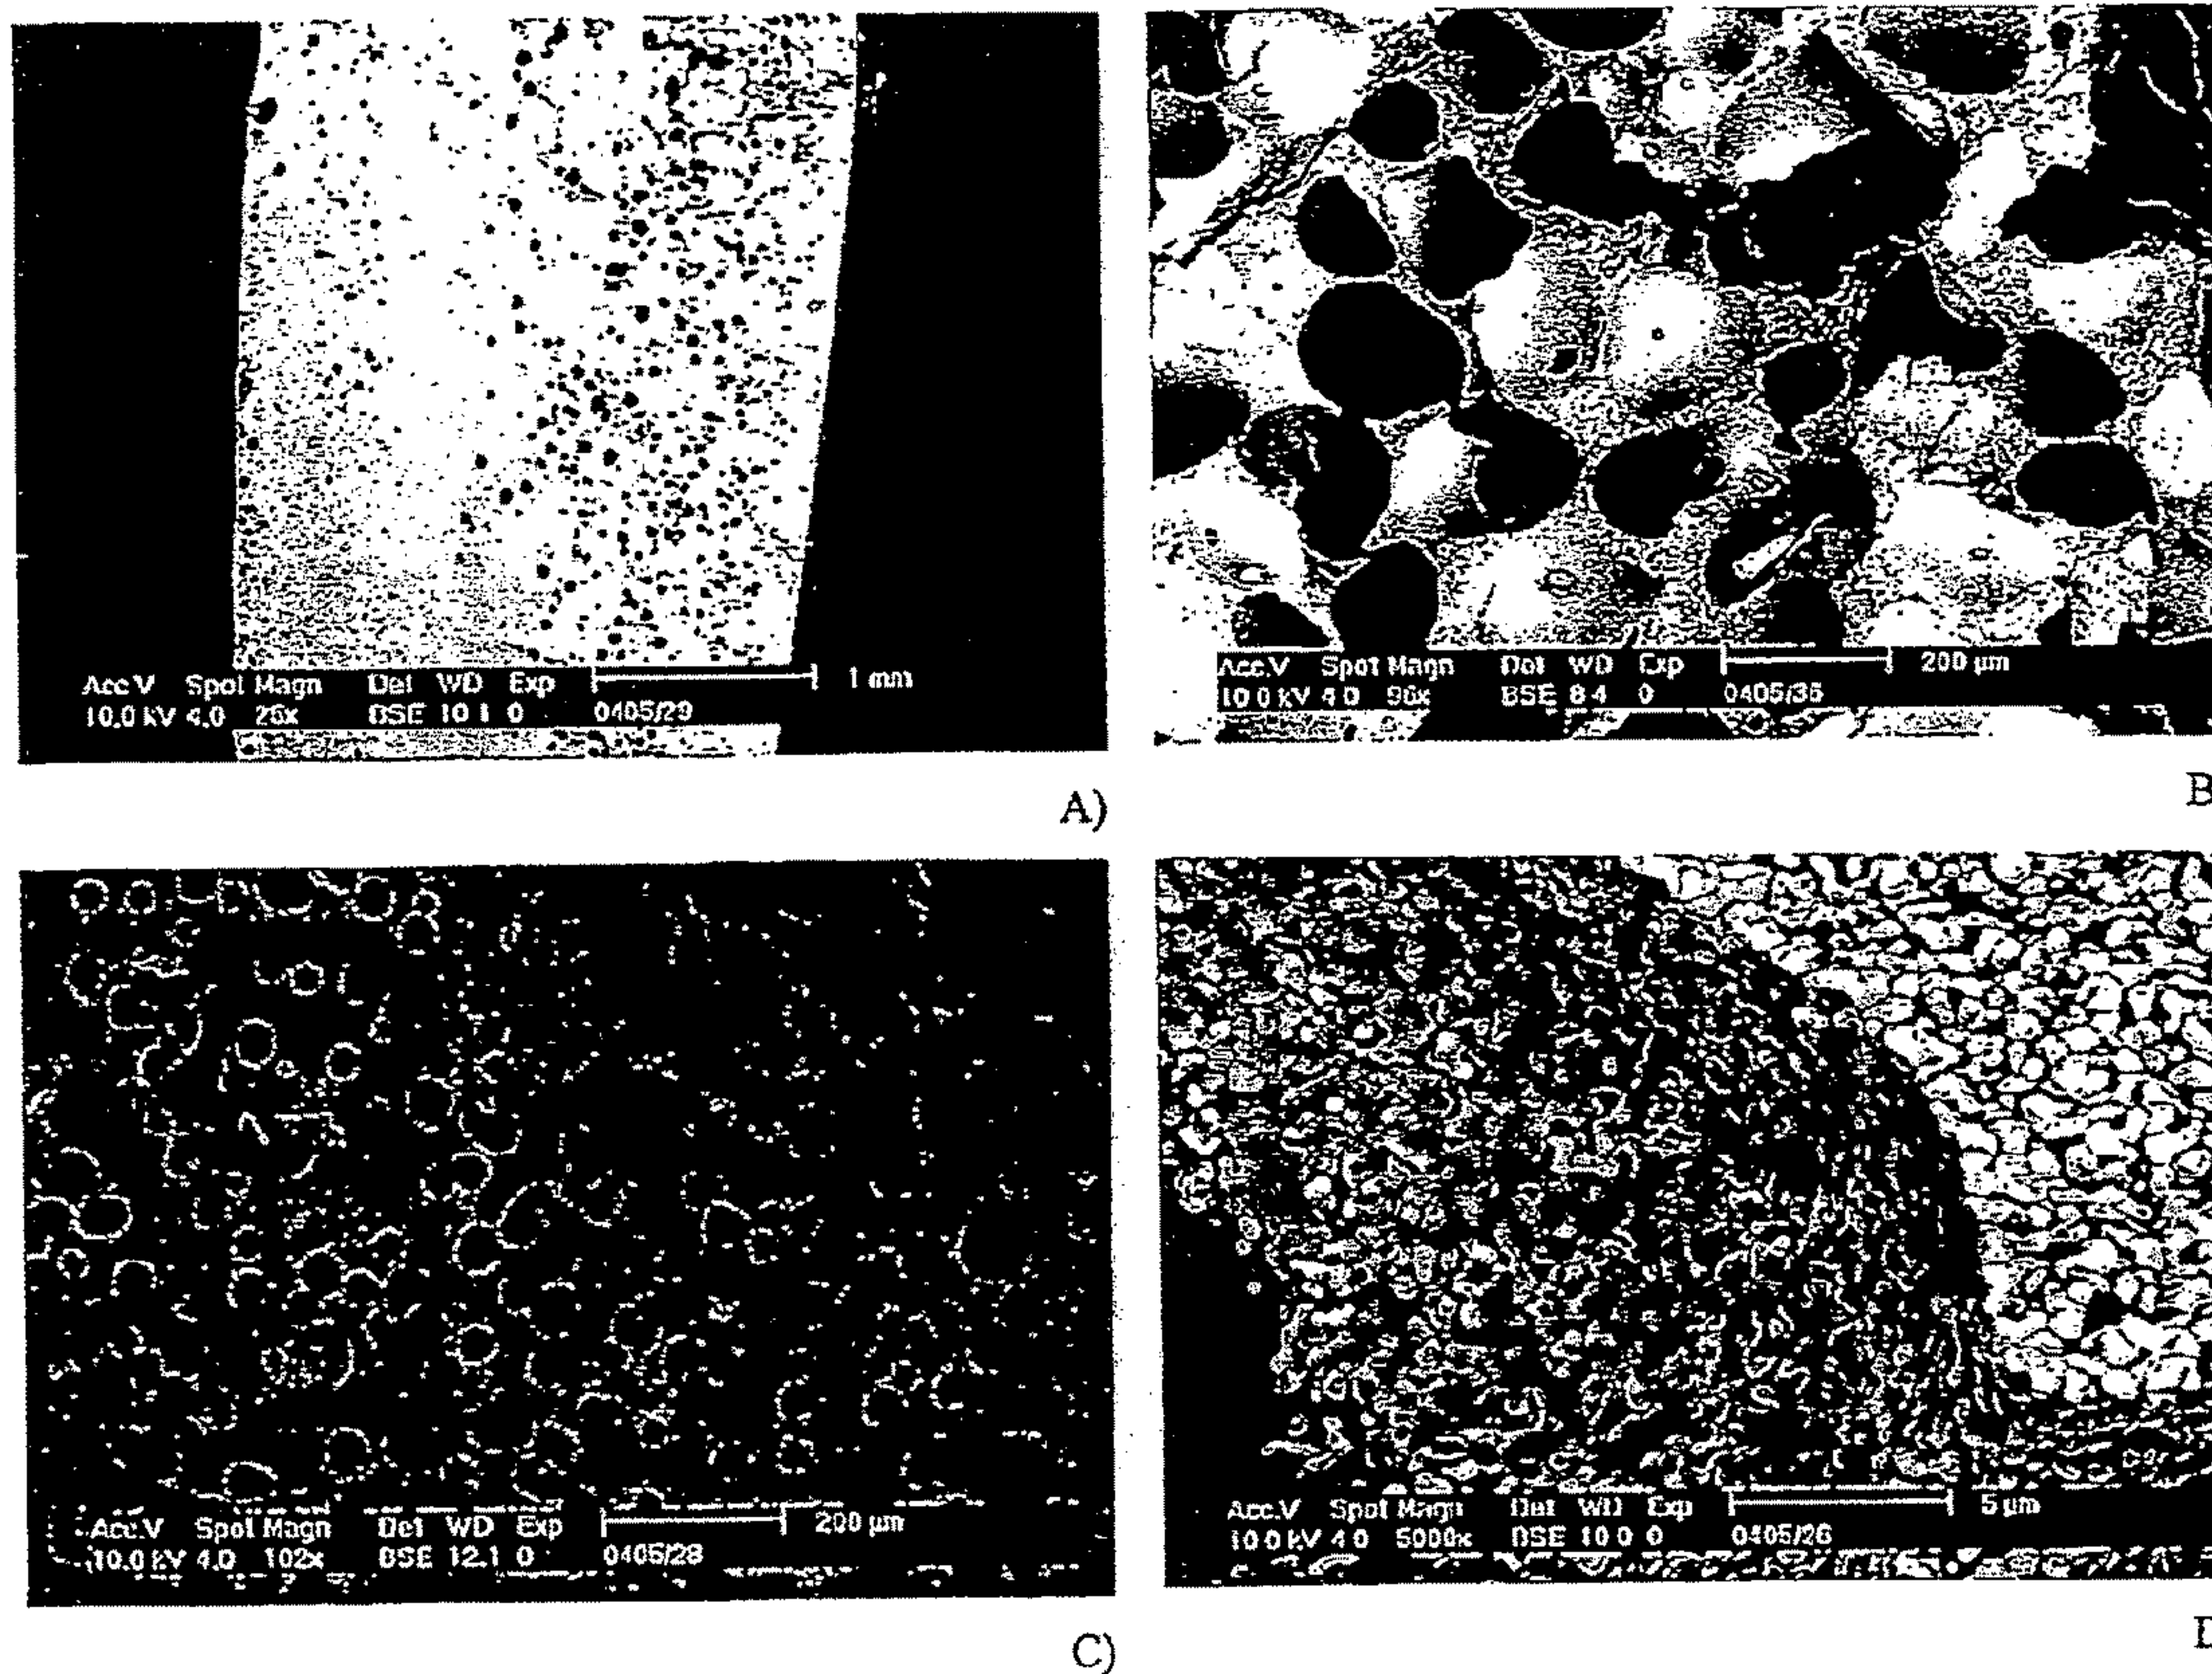 Acc.V Spot Magn Det WD Exp 1 mm
10.0 kV 4.0 26x BSE 10.1 0 0405/29
Acc.V Spot Magn Det WD Exp 200 µm
10.0 kV 4.0 96x BSE 8.4 0 0405/36
A)
B
Acc.V Spot Magn Det WD Exp 200 µm
10.0 kV 4.0 102x BSE 12.1 0 0405/28
Acc.V Spot Magn Det WD Exp 5 µm
10.0 kV 4.0 5000x BSE 10.0 0 0405/26
C)